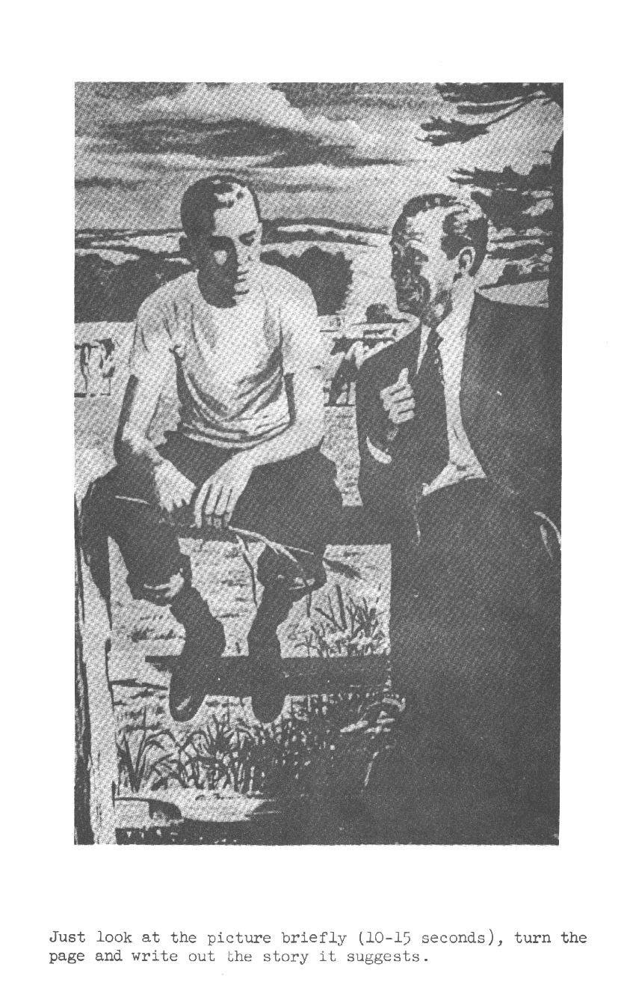 Just look at the picture briefly (10-15 seconds), turn the
page and write out the story it suggests.